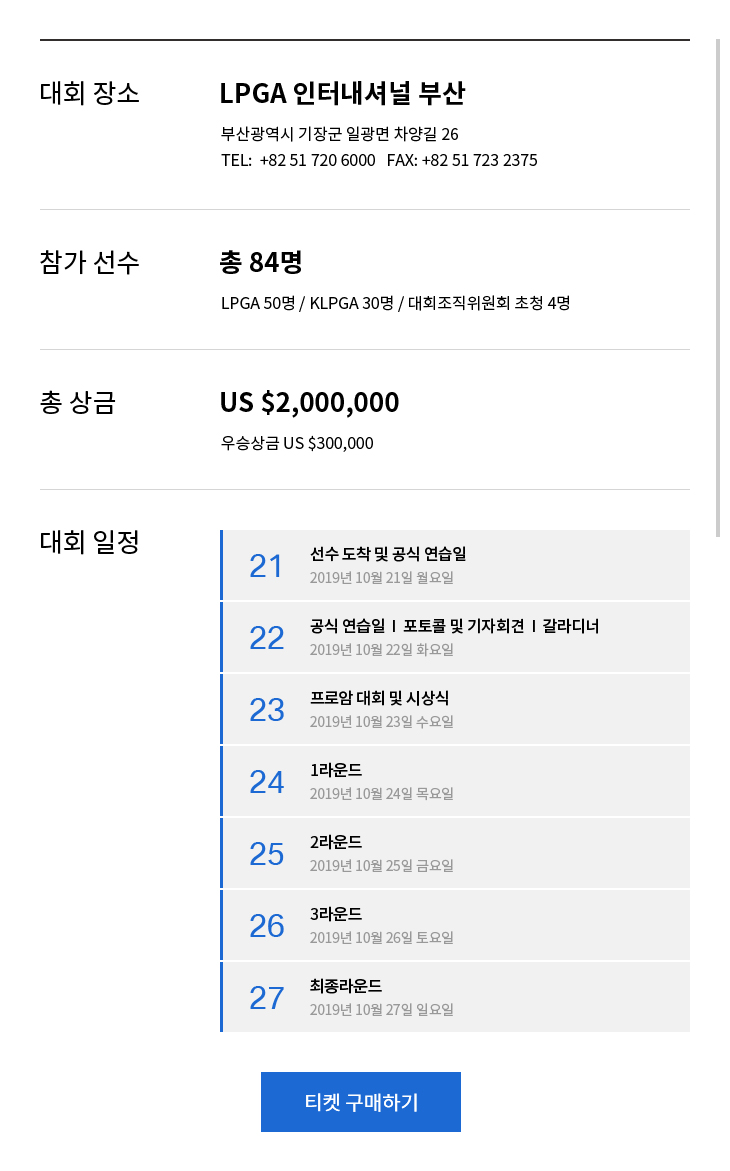 대회 장소
LPGA 인터내셔널 부산
부산광역시 기장군 일광면 차양길 26
TEL: +82 51 720 6000 FAX: +82 51 723 2375
참가 선수
총 84명
LPGA 50명 / KLPGA 30명 / 대회조직위원회 초청 4명
총 상금
US $2,000,000
우승상금 US $300,000
대회 일정
21
선수 도착 및 공식 연습일
2019년 10월 21일 월요일
22
공식 연습일 ㅣ 포토콜 및 기자회견 ㅣ 갈라디너
2019년 10월 22일 화요일
23
프로암 대회 및 시상식
2019년 10월 23일 수요일
24
1라운드
2019년 10월 24일 목요일
25
2라운드
2019년 10월 25일 금요일
26
3라운드
2019년 10월 26일 토요일
27
최종라운드
2019년 10월 27일 일요일
티켓 구매하기